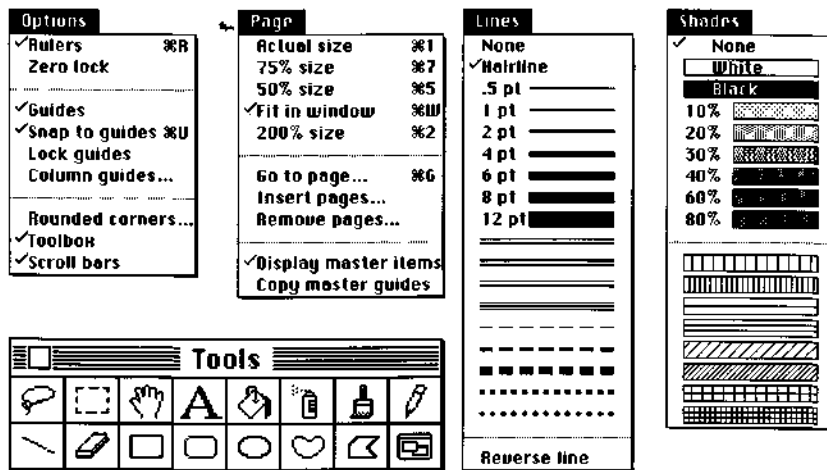 Options
✓Rulers ⌘R
Zero lock
✓Guides
✓Snap to guides ⌘U
Lock guides
Column guides...
Rounded corners...
✓Toolbox
✓Scroll bars
Page
Actual size ⌘1
75% size ⌘7
50% size ⌘5
✓Fit in window ⌘W
200% size ⌘2
Go to page... ⌘G
Insert pages...
Remove pages...
✓Display master items
Copy master guides
Lines
None
✓Hairline
.5 pt
1 pt
2 pt
4 pt
6 pt
8 pt
12 pt
Reverse line
Shades
✓ None
White
Black
10%
20%
30%
40%
60%
80%
Tools
A